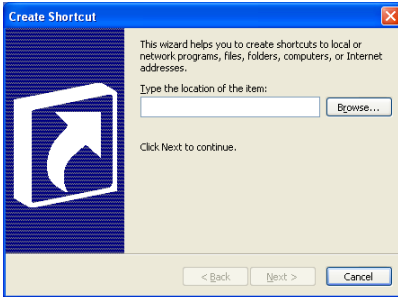 Create Shortcut
This wizard helps you to create shortcuts to local or
network programs, files, folders, computers, or Internet
addresses.
Type the location of the item:
Browse...
Click Next to continue.
< Back Next > Cancel